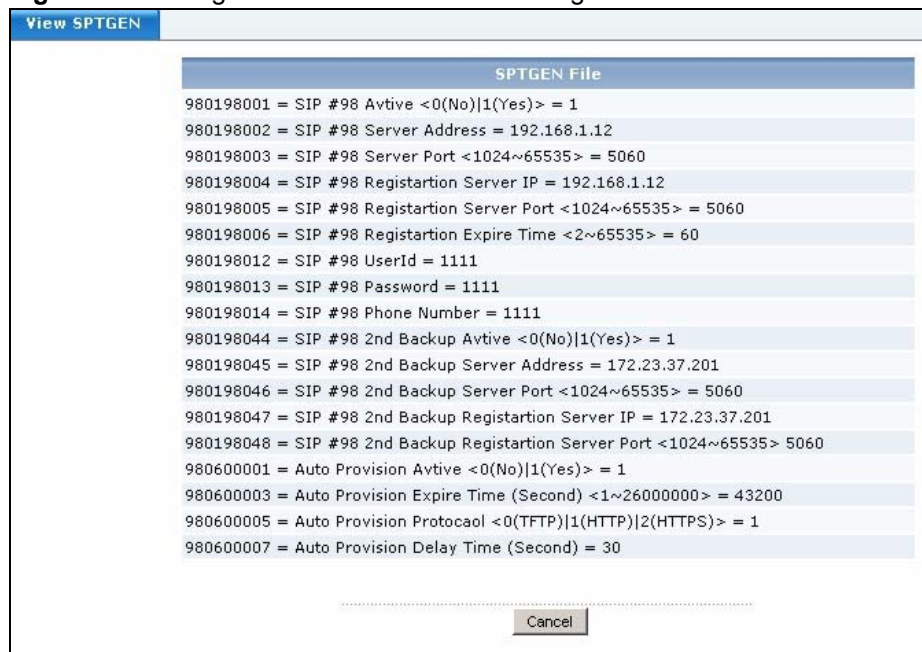 View SPTGEN
SPTGEN File
980198001 = SIP #98 Avtive <0(No)|1(Yes)> = 1
980198002 = SIP #98 Server Address = 192.168.1.12
980198003 = SIP #98 Server Port <1024~65535> = 5060
980198004 = SIP #98 Registartion Server IP = 192.168.1.12
980198005 = SIP #98 Registartion Server Port <1024~65535> = 5060
980198006 = SIP #98 Registartion Expire Time <2~65535> = 60
980198012 = SIP #98 UserId = 1111
980198013 = SIP #98 Password = 1111
980198014 = SIP #98 Phone Number = 1111
980198044 = SIP #98 2nd Backup Avtive <0(No)|1(Yes)> = 1
980198045 = SIP #98 2nd Backup Server Address = 172.23.37.201
980198046 = SIP #98 2nd Backup Server Port <1024~65535> = 5060
980198047 = SIP #98 2nd Backup Registartion Server IP = 172.23.37.201
980198048 = SIP #98 2nd Backup Registartion Server Port <1024~65535> 5060
980600001 = Auto Provision Avtive <0(No)|1(Yes)> = 1
980600003 = Auto Provision Expire Time (Second) <1~26000000> = 43200
980600005 = Auto Provision Protocaol <0(TFTP)|1(HTTP)|2(HTTPS)> = 1
980600007 = Auto Provision Delay Time (Second) = 30
Cancel